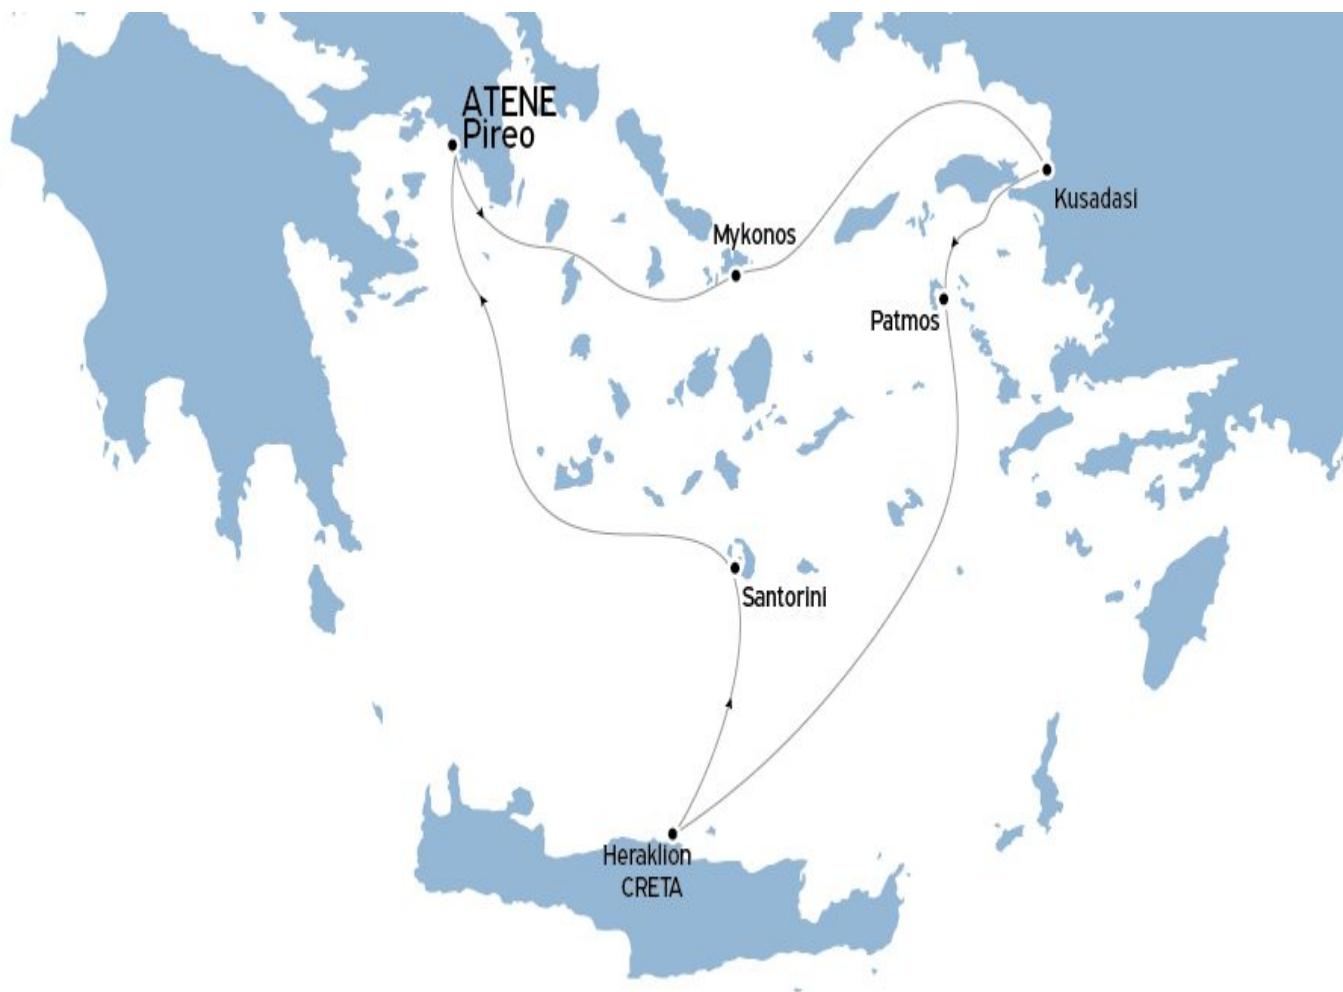 ATENE
Pireo
Kusadasi
Mykonos
Patmos
Santorini
Heraklion
CRETA